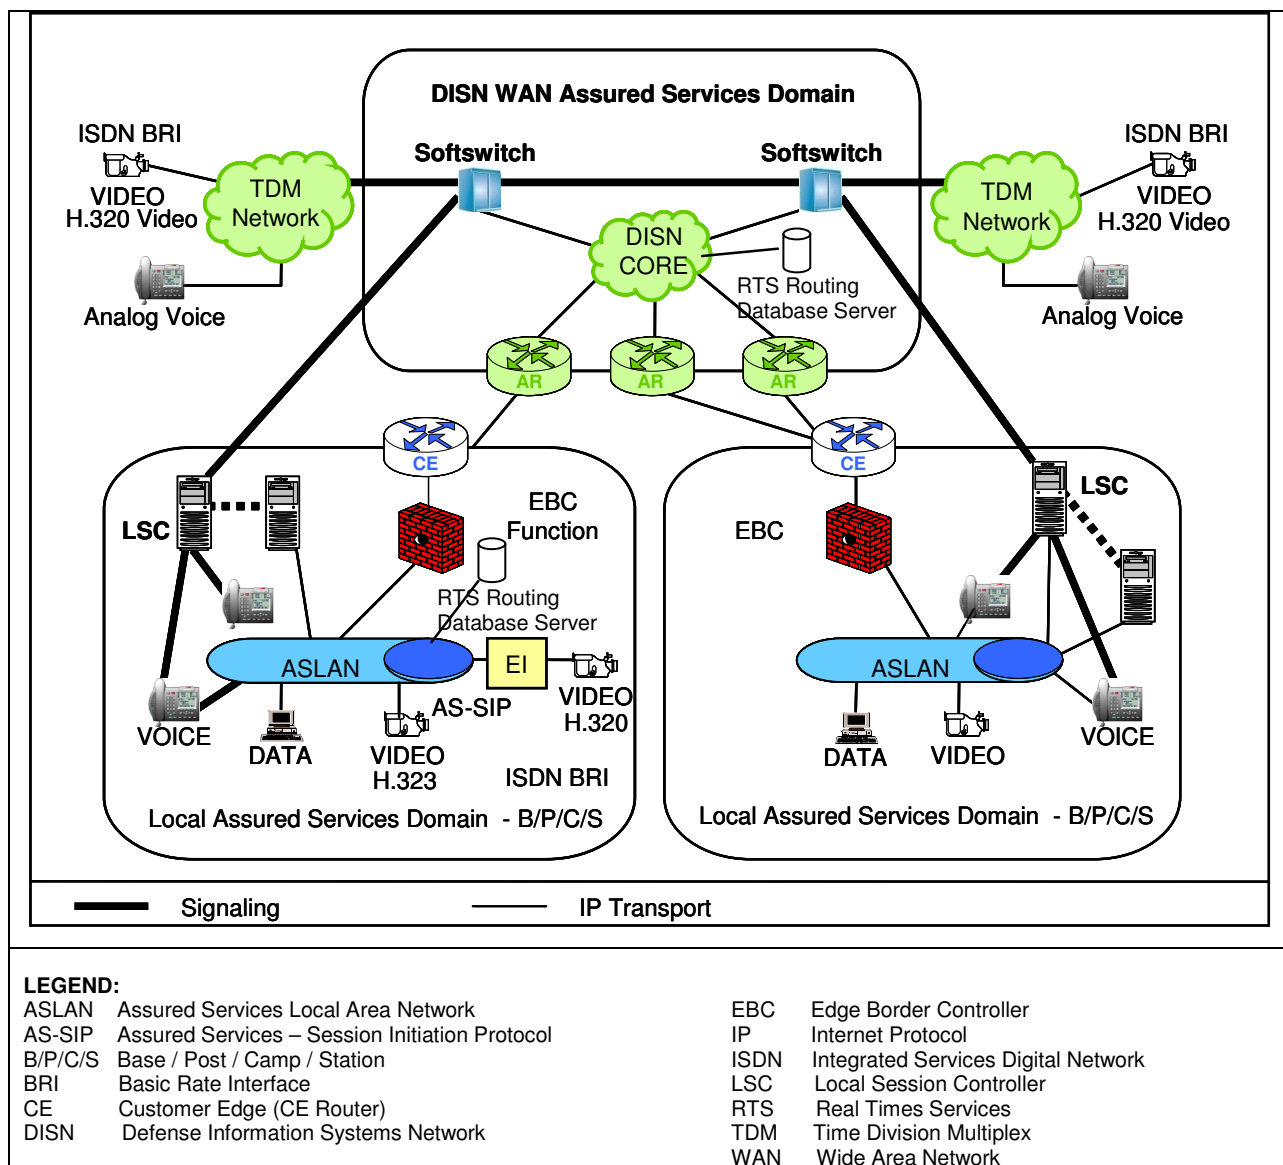 DISN WAN Assured Services Domain
ISDN BRI
VIDEO
H.320 Video
TDM
Network
Analog Voice
Softswitch
Softswitch
ISDN BRI
VIDEO
H.320 Video
TDM
Network
Analog Voice
DISN
CORE
RTS Routing
Database Server
AR
AR
AR
CE
CE
LSC
EBC
Function
RTS Routing
Database Server
ASLAN
EI
AS-SIP
VIDEO
H.320
VOICE
DATA
VIDEO
H.323
ISDN BRI
Local Assured Services Domain - B/P/C/S
EBC
LSC
ASLAN
DATA
VIDEO
VOICE
Local Assured Services Domain - B/P/C/S
Signaling
IP Transport
LEGEND:
ASLAN Assured Services Local Area Network
AS-SIP Assured Services – Session Initiation Protocol
B/P/C/S Base / Post / Camp / Station
BRI Basic Rate Interface
CE Customer Edge (CE Router)
DISN Defense Information Systems Network
EBC Edge Border Controller
IP Internet Protocol
ISDN Integrated Services Digital Network
LSC Local Session Controller
RTS Real Times Services
TDM Time Division Multiplex
WAN Wide Area Network